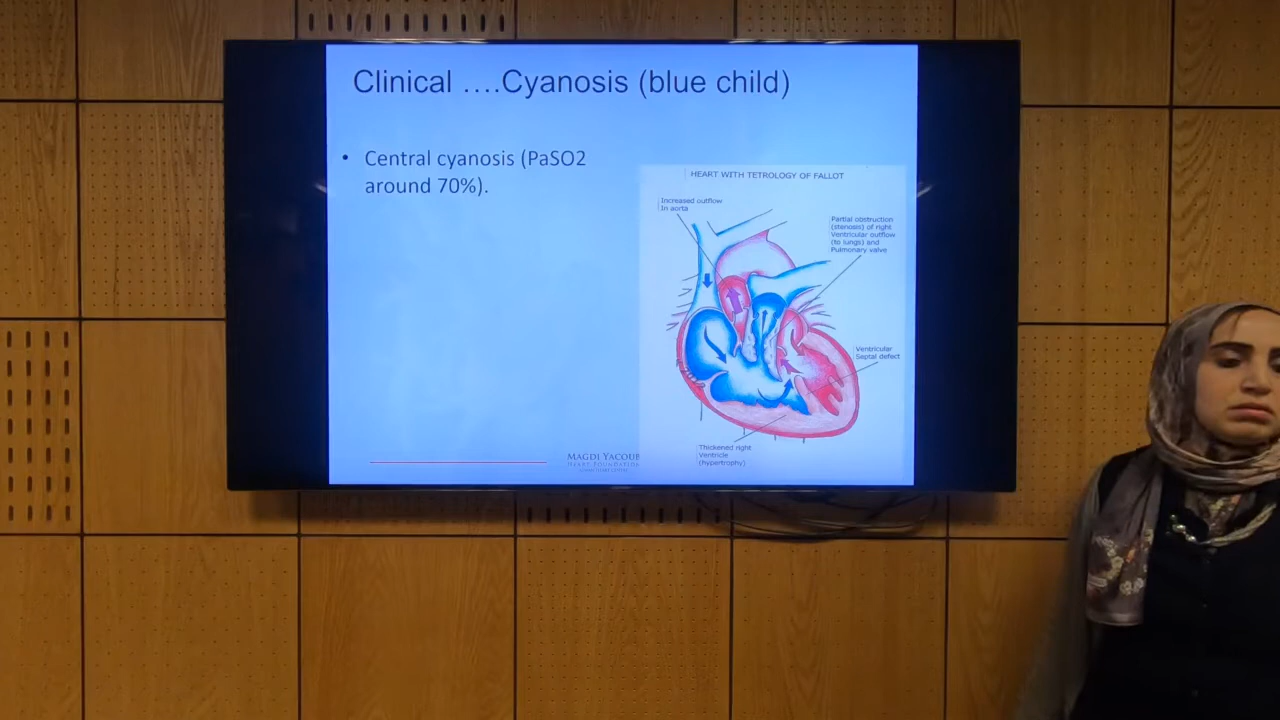 Clinical ....Cyanosis (blue child)
• Central cyanosis (PaSO2
around 70%).
HEART WITH TETROLOGY OF FALLOT
Increased outflow
In aorta
Partial obstruction
(stenosis) of right
Ventricular outflow
(to lungs) and
Pulmonary valve
Ventricular
Septal defect
Thickened right
Ventricle
(hypertrophy)
MAGDI YACOUB
HEART FOUNDATION